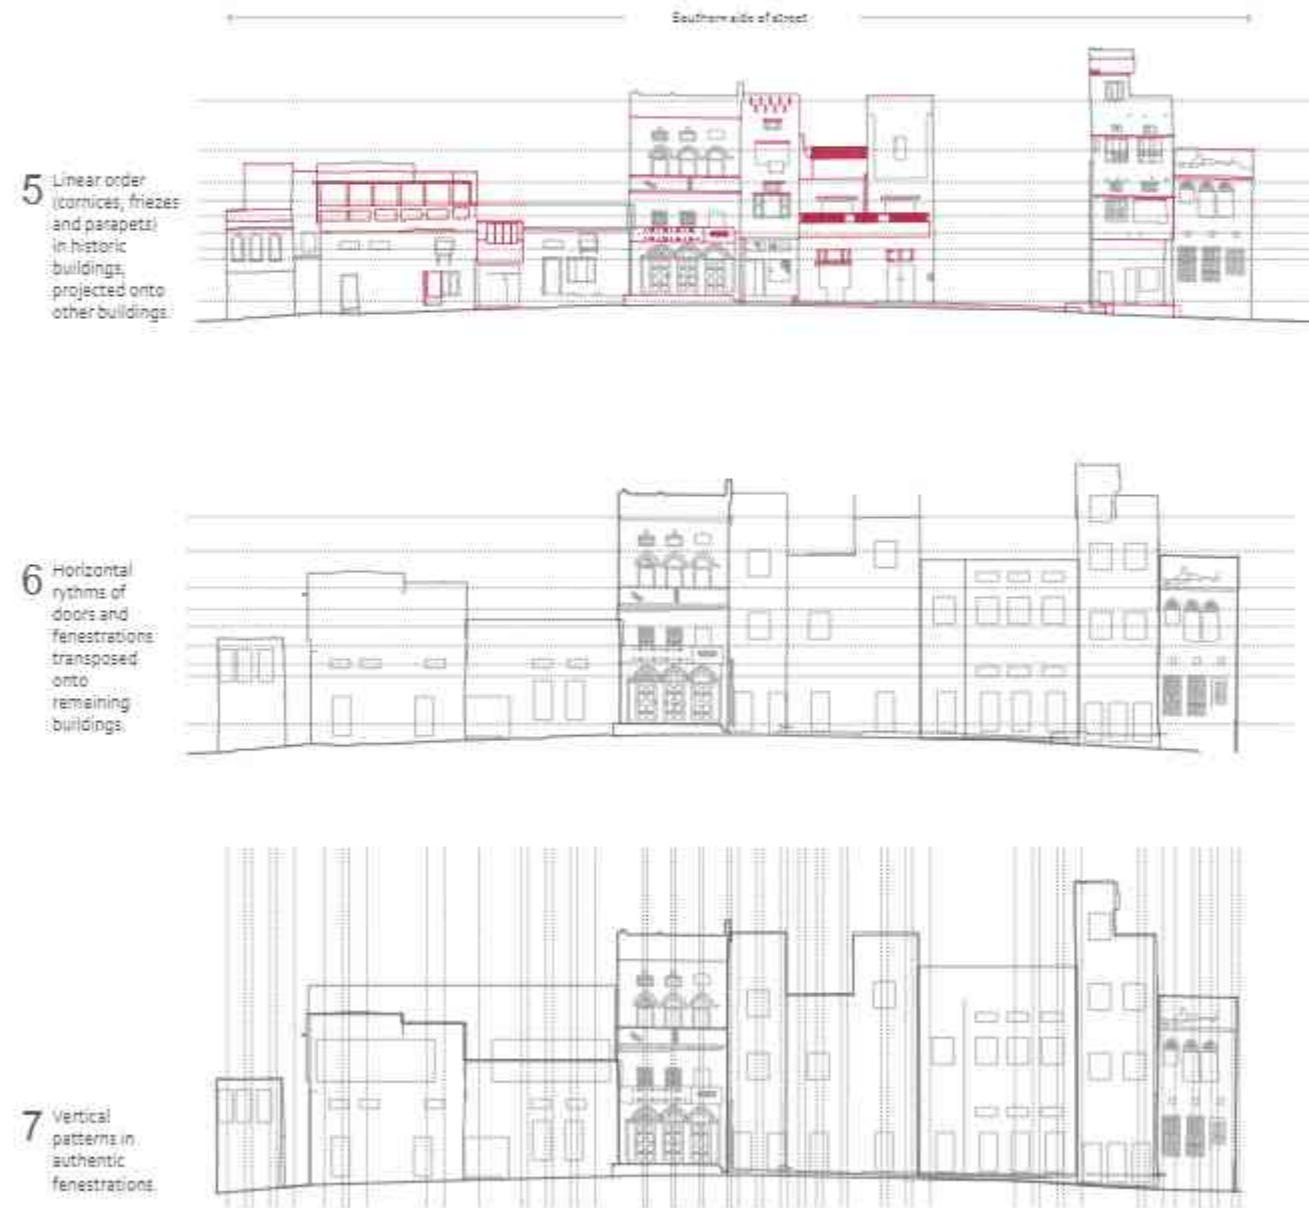 Southern side of street
5
Linear order
(cornices, friezes
and parapets)
in historic
buildings,
projected onto
other buildings.
6
Horizontal
rythms of
doors and
fenestrations
transposed
onto
remaining
buildings.
7
Vertical
patterns in
authentic
fenestrations.